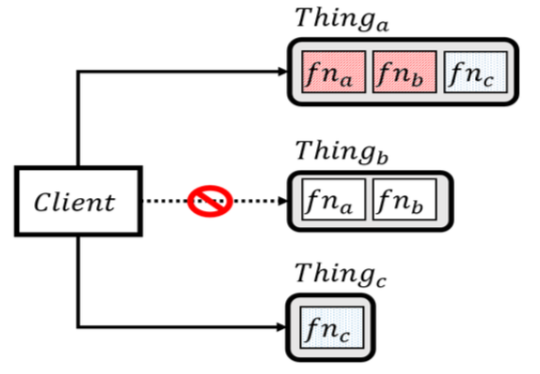 Thing_a
fn_a fn_b fn_c
Thing_b
Client fn_a fn_b
Thing_c
fn_c